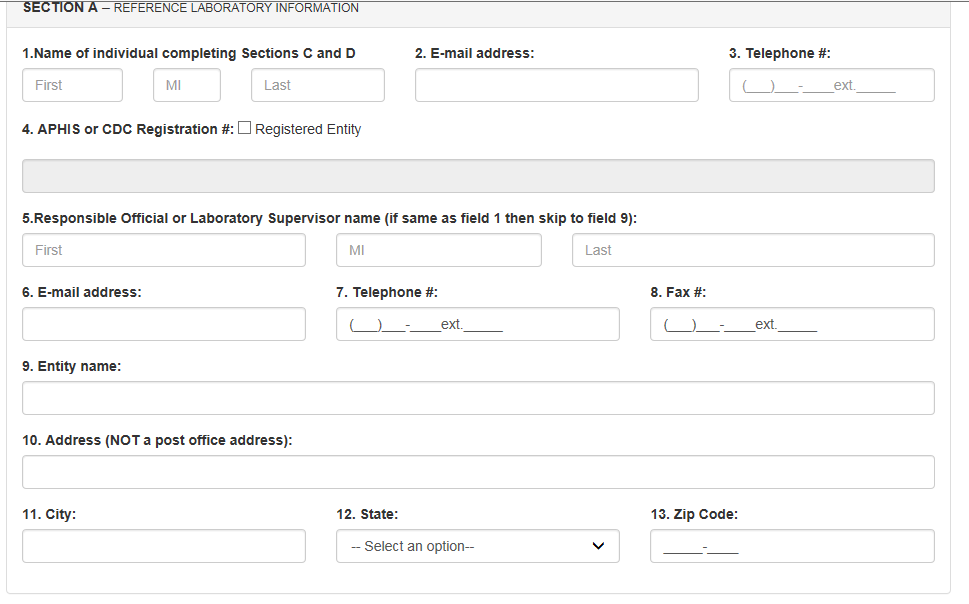 SECTION A – REFERENCE LABORATORY INFORMATION
1.Name of individual completing Sections C and D 2. E-mail address: 3. Telephone #:
First MI Last (___)___-____ext._____
4. APHIS or CDC Registration #: Registered Entity
5.Responsible Official or Laboratory Supervisor name (if same as field 1 then skip to field 9):
First MI Last
6. E-mail address: 7. Telephone #: 8. Fax #:
(___)___-____ext._____ (___)___-____ext._____
9. Entity name:
10. Address (NOT a post office address):
11. City: 12. State: 13. Zip Code:
-- Select an option-- _____-____